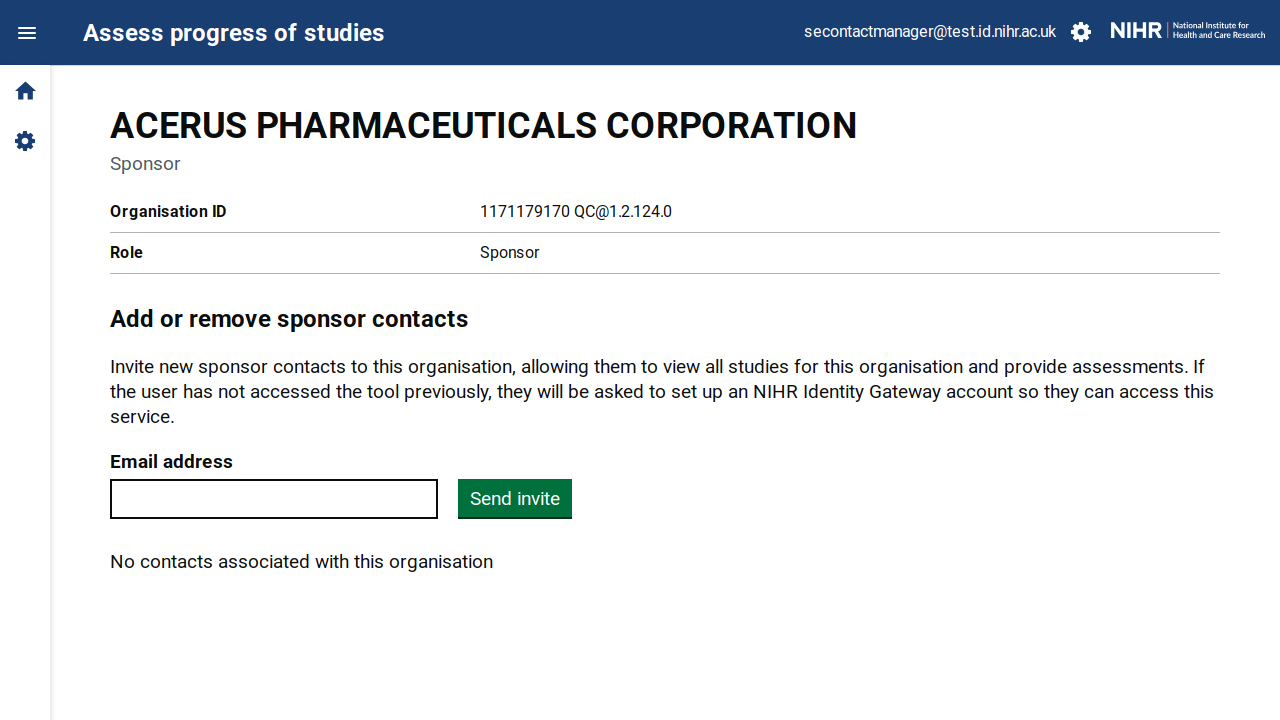 Assess progress of studies
secontactmanager@test.id.nihr.ac.uk
NIHR | National Institute for
Health and Care Research
ACERUS PHARMACEUTICALS CORPORATION
Sponsor
Organisation ID 1171179170 QC@1.2.124.0
Role Sponsor
Add or remove sponsor contacts
Invite new sponsor contacts to this organisation, allowing them to view all studies for this organisation and provide assessments. If
the user has not accessed the tool previously, they will be asked to set up an NIHR Identity Gateway account so they can access this
service.
Email address
Send invite
No contacts associated with this organisation